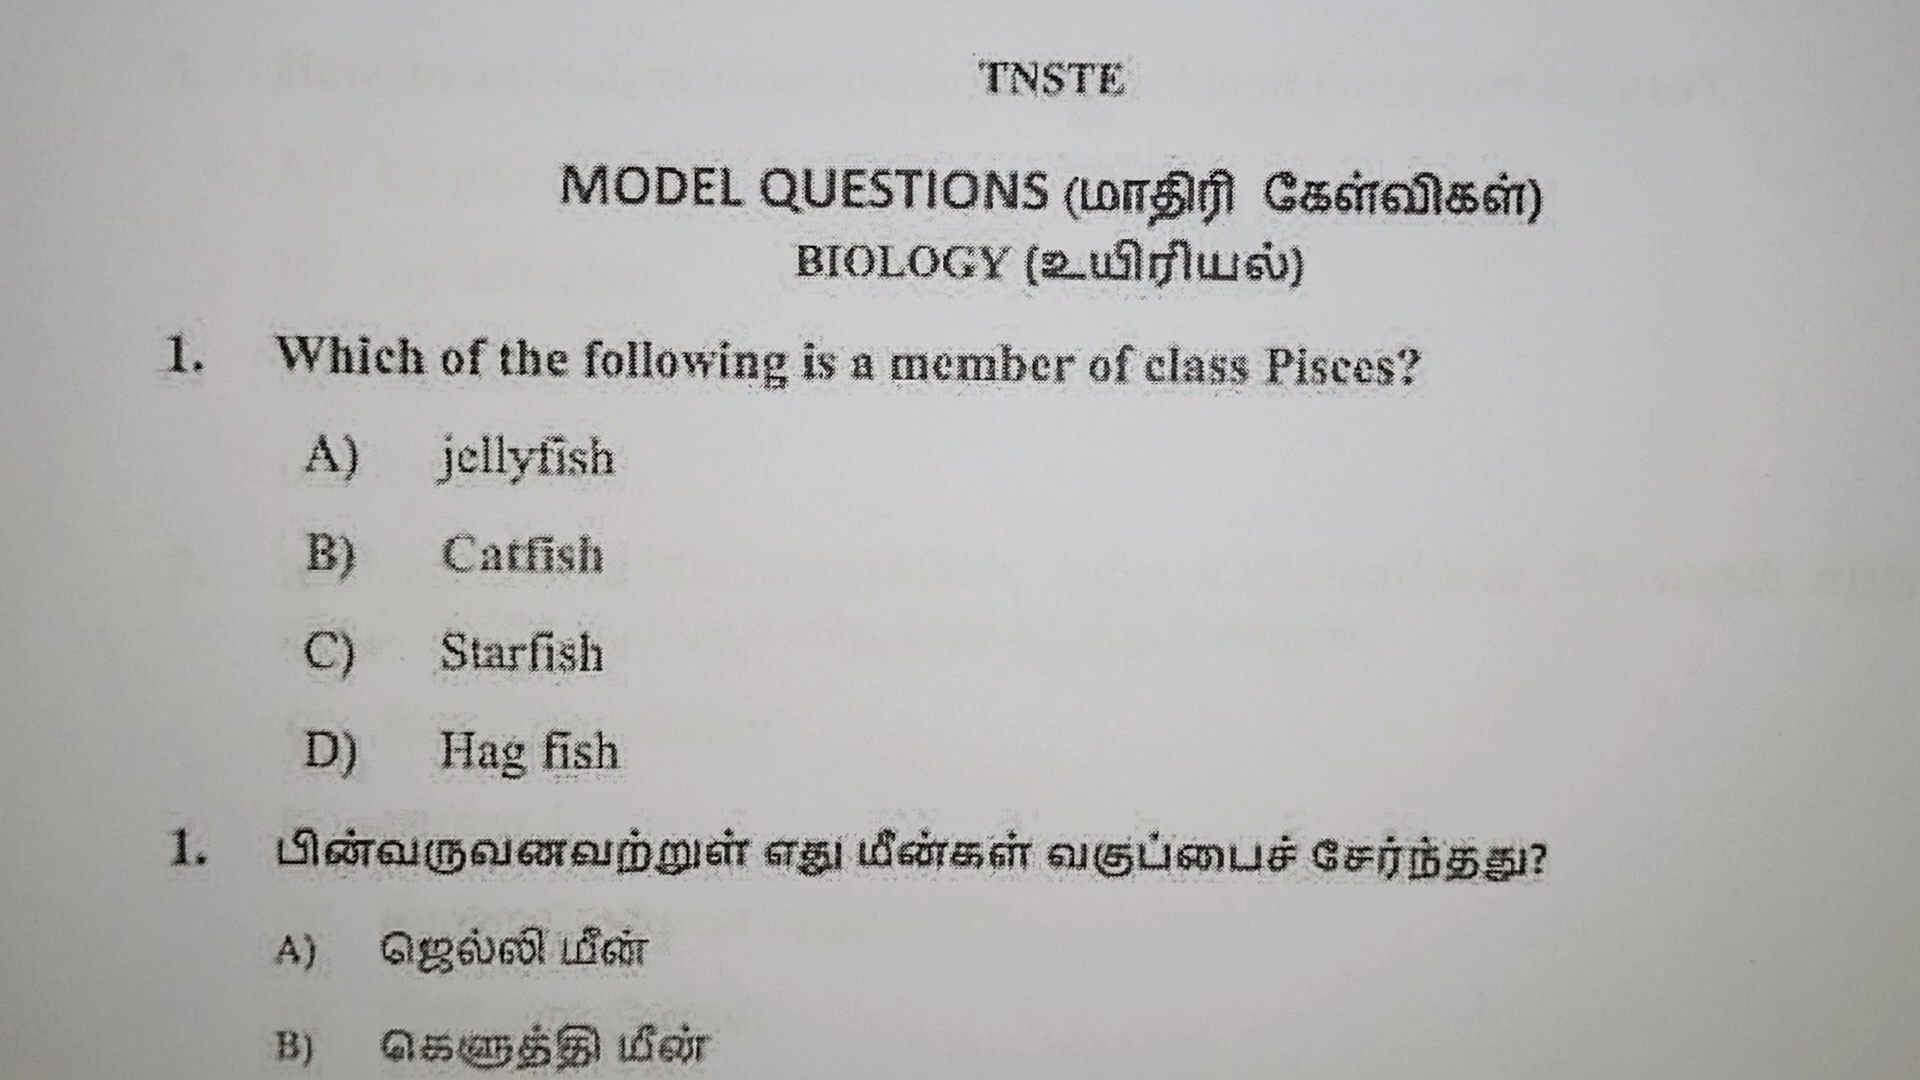 TNSTE
MODEL QUESTIONS (மாதிரி கேள்விகள்)
BIOLOGY (உயிரியல்)
1. Which of the following is a member of class Pisces?
A) jellyfish
B) Catfish
C) Starfish
D) Hag fish
1. பின்வருவனவற்றுள் எது மீன்கள் வகுப்பைச் சேர்ந்தது?
A) ஜெல்லி மீன்
B) கெளுத்தி மீன்